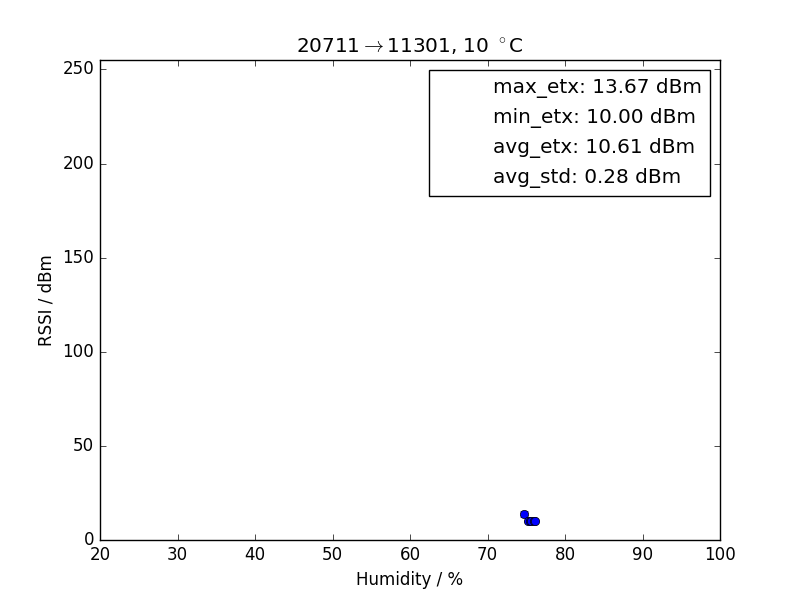 20711→11301, 10 °C
max_etx: 13.67 dBm
min_etx: 10.00 dBm
avg_etx: 10.61 dBm
avg_std: 0.28 dBm
RSSI / dBm
250
200
150
100
50
0
20 30 40 50 60 70 80 90 100
Humidity / %